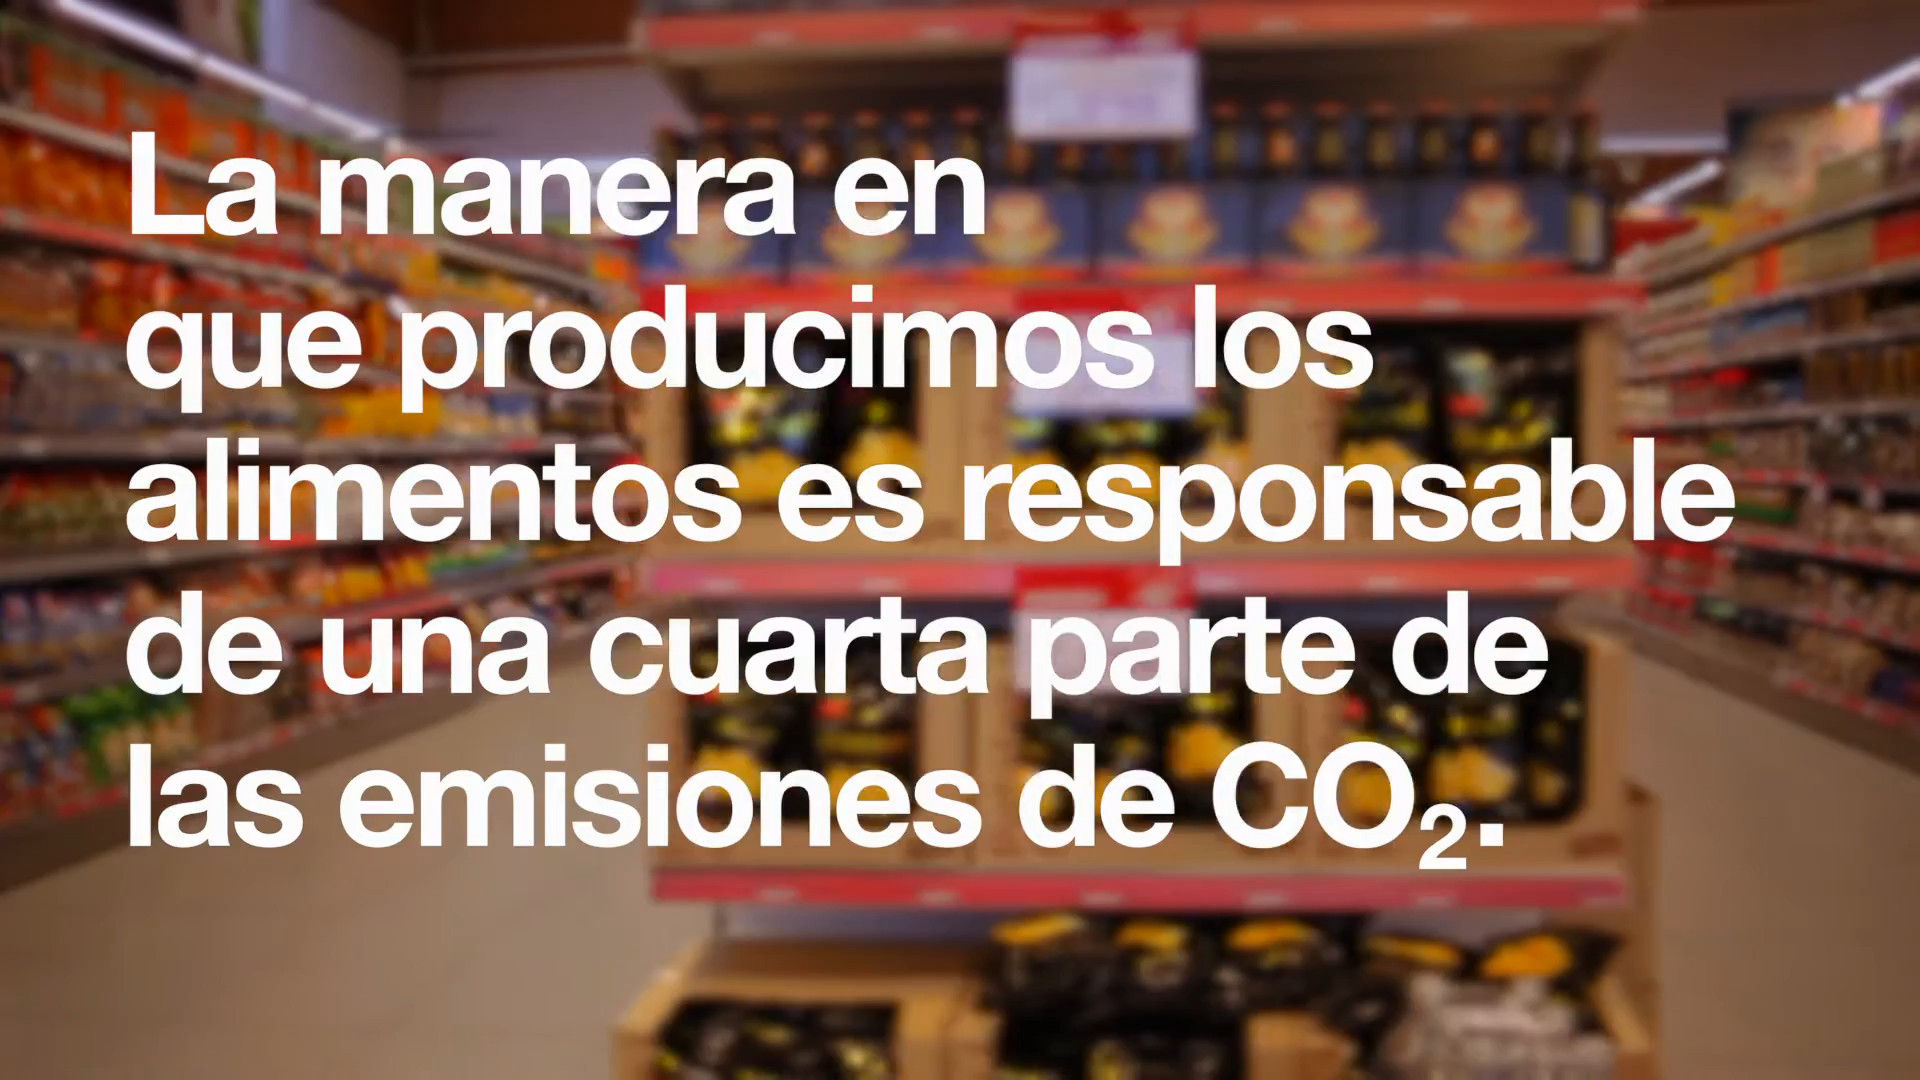 La manera en
que producimos los
alimentos es responsable
de una cuarta parte de
las emisiones de CO₂.